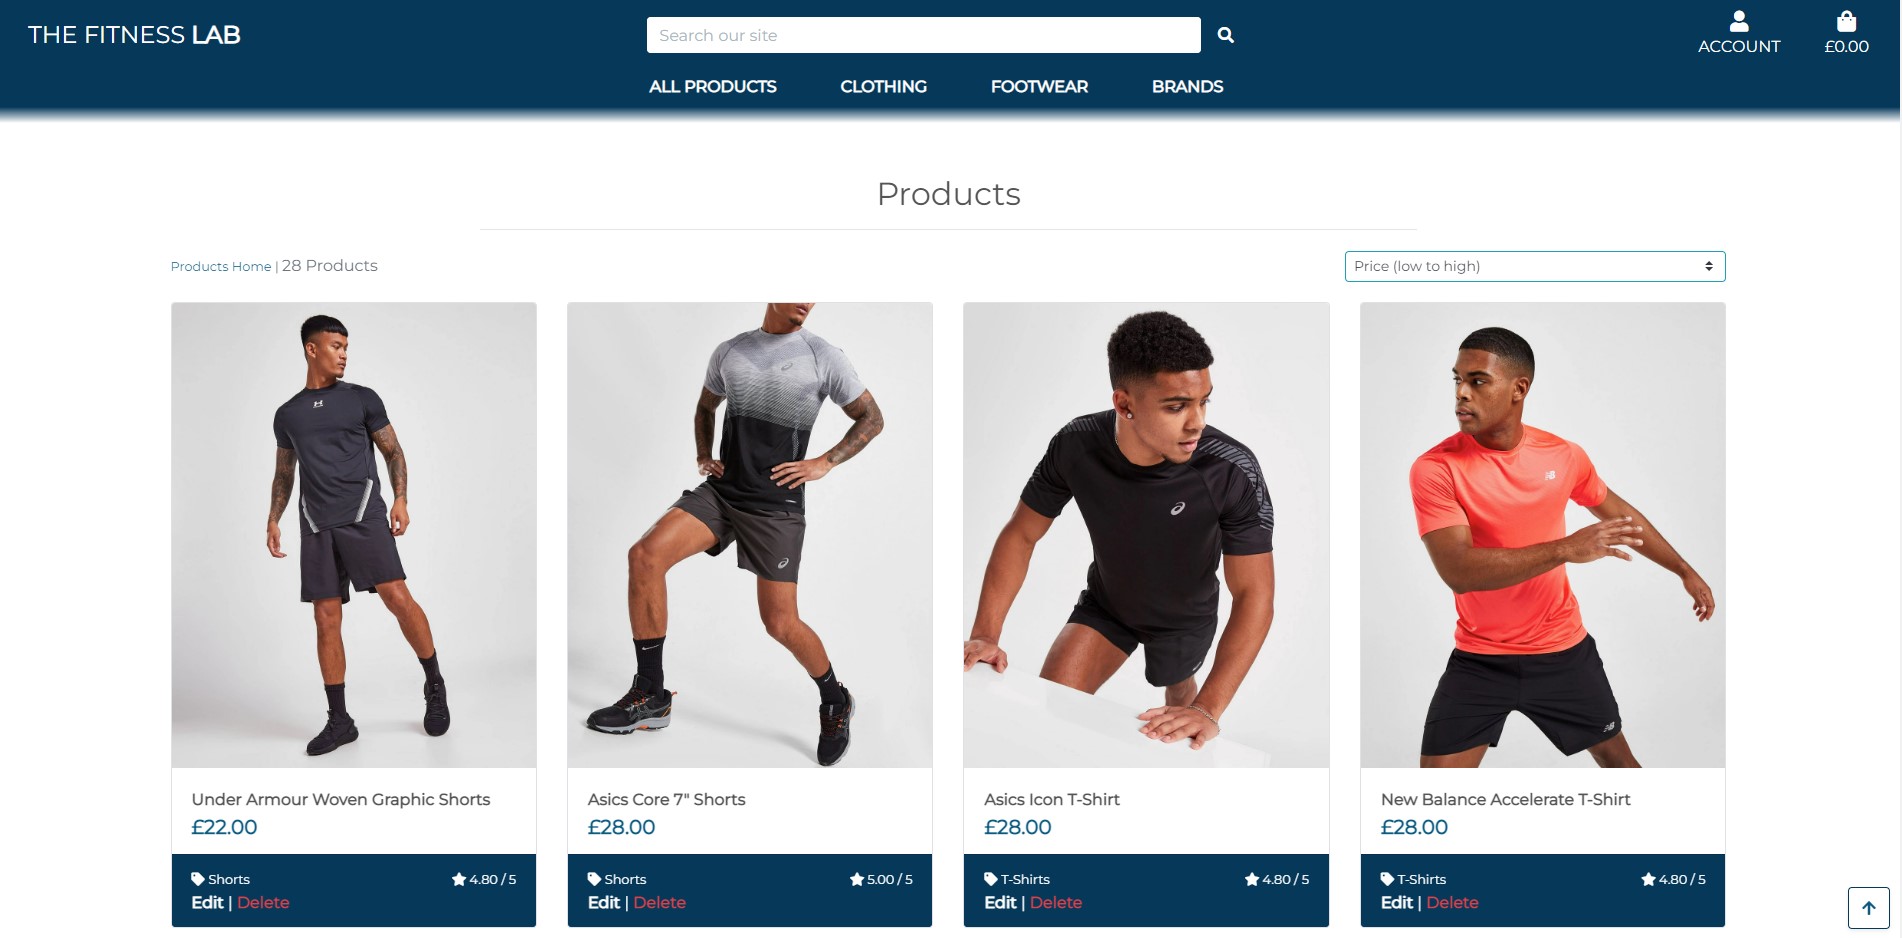 THE FITNESS LAB
Search our site
ACCOUNT
£0.00
ALL PRODUCTS CLOTHING FOOTWEAR BRANDS
Products
Products Home | 28 Products
Price (low to high)
Under Armour Woven Graphic Shorts
£22.00
Shorts 4.80 / 5
Edit | Delete
Asics Core 7" Shorts
£28.00
Shorts 5.00 / 5
Edit | Delete
Asics Icon T-Shirt
£28.00
T-Shirts 4.80 / 5
Edit | Delete
New Balance Accelerate T-Shirt
£28.00
T-Shirts 4.80 / 5
Edit | Delete